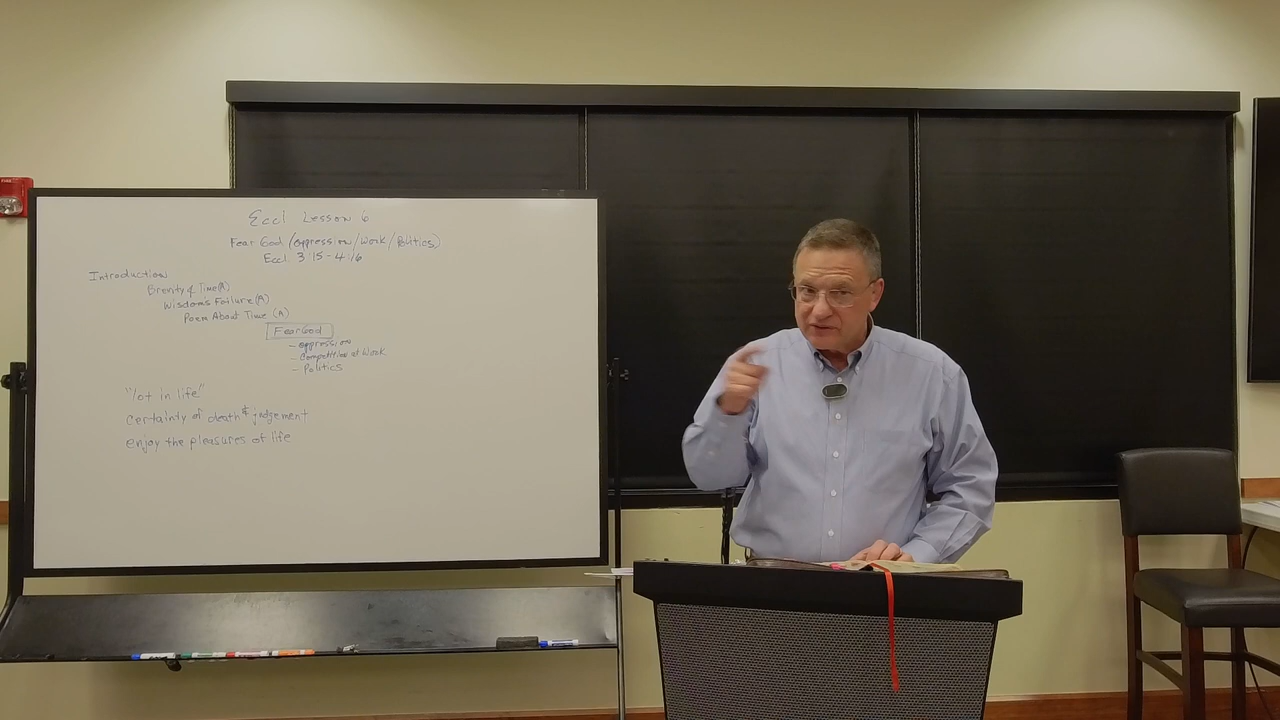 Eccl Lesson 6
Fear God (oppression/Work/Politics)
Eccl. 3:15-4:16
Introduction
Brevity of Time (A)
Wisdom's Failure (A)
Poem About Time (A)
Fear God
- oppression
- Competition at Work
- Politics
"lot in life"
certainty of death & judgement
enjoy the pleasures of life
FIRE